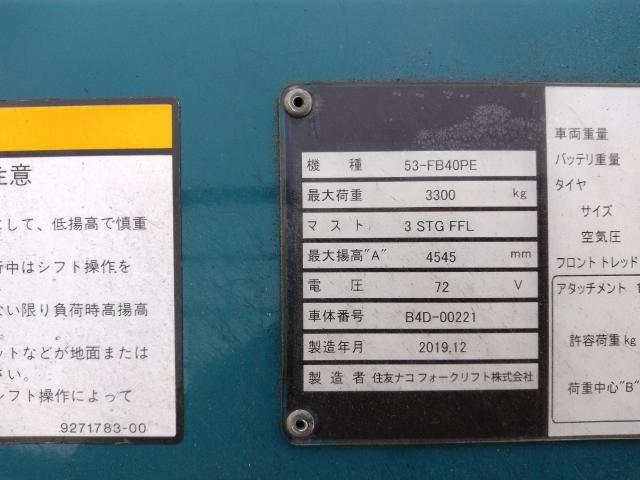 注意
にして、低揚高で慎重
行中はシフト操作を
ない限り負荷時高揚高
。
ットなどが地面または
さい。
シフト操作によって
9271783-00
機 種 53-FB40PE
最大荷重 3300 kg
マスト 3 STG FFL
最大揚高"A" 4545 mm
電 圧 72 V
車体番号 B4D-00221
製造年月 2019.12
製造者 住友ナコ フォークリフト株式会社
車両重量
バッテリ重量
タイヤ
サイズ
空気圧
フロントトレッド
アタッチメント 1
許容荷重 kg
荷重中心"B"